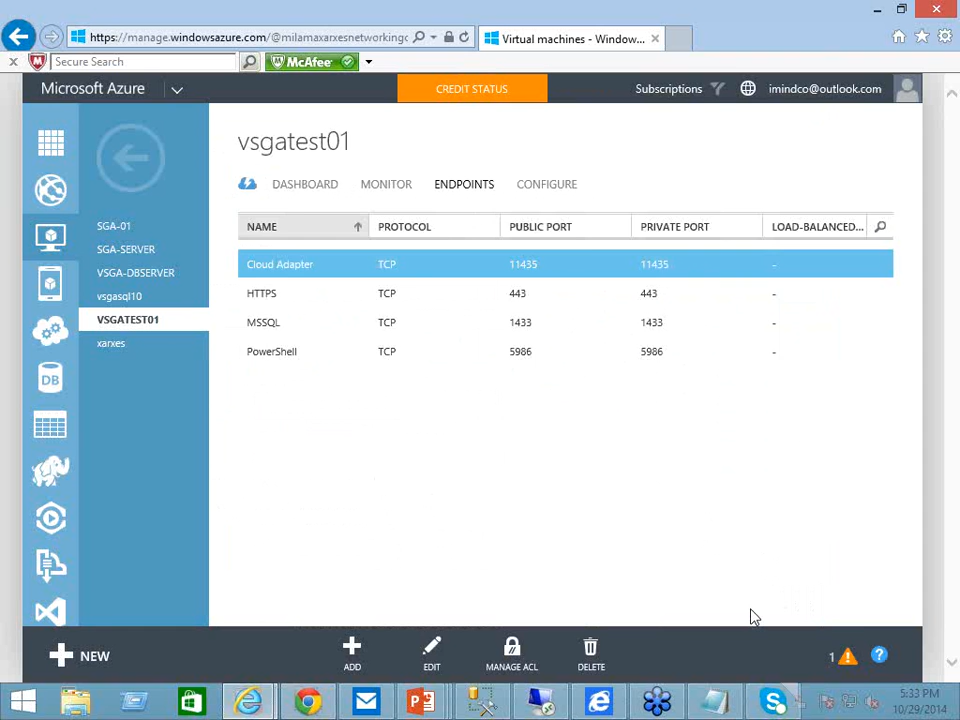 https://manage.windowsazure.com/@milamaxarxesnetworkingc
Virtual machines - Window...
Secure Search
McAfee
Microsoft Azure
CREDIT STATUS
Subscriptions
imindco@outlook.com
vsgatest01
DASHBOARD MONITOR ENDPOINTS CONFIGURE
SGA-01
SGA-SERVER
VSGA-DBSERVER
vsgasql10
VSGATEST01
xarxes
DB
NAME PROTOCOL PUBLIC PORT PRIVATE PORT LOAD-BALANCED...
Cloud Adapter TCP 11435 11435 -
HTTPS TCP 443 443 -
MSSQL TCP 1433 1433 -
PowerShell TCP 5986 5986 -
NEW
ADD EDIT MANAGE ACL DELETE
1
5:33 PM
10/29/2014